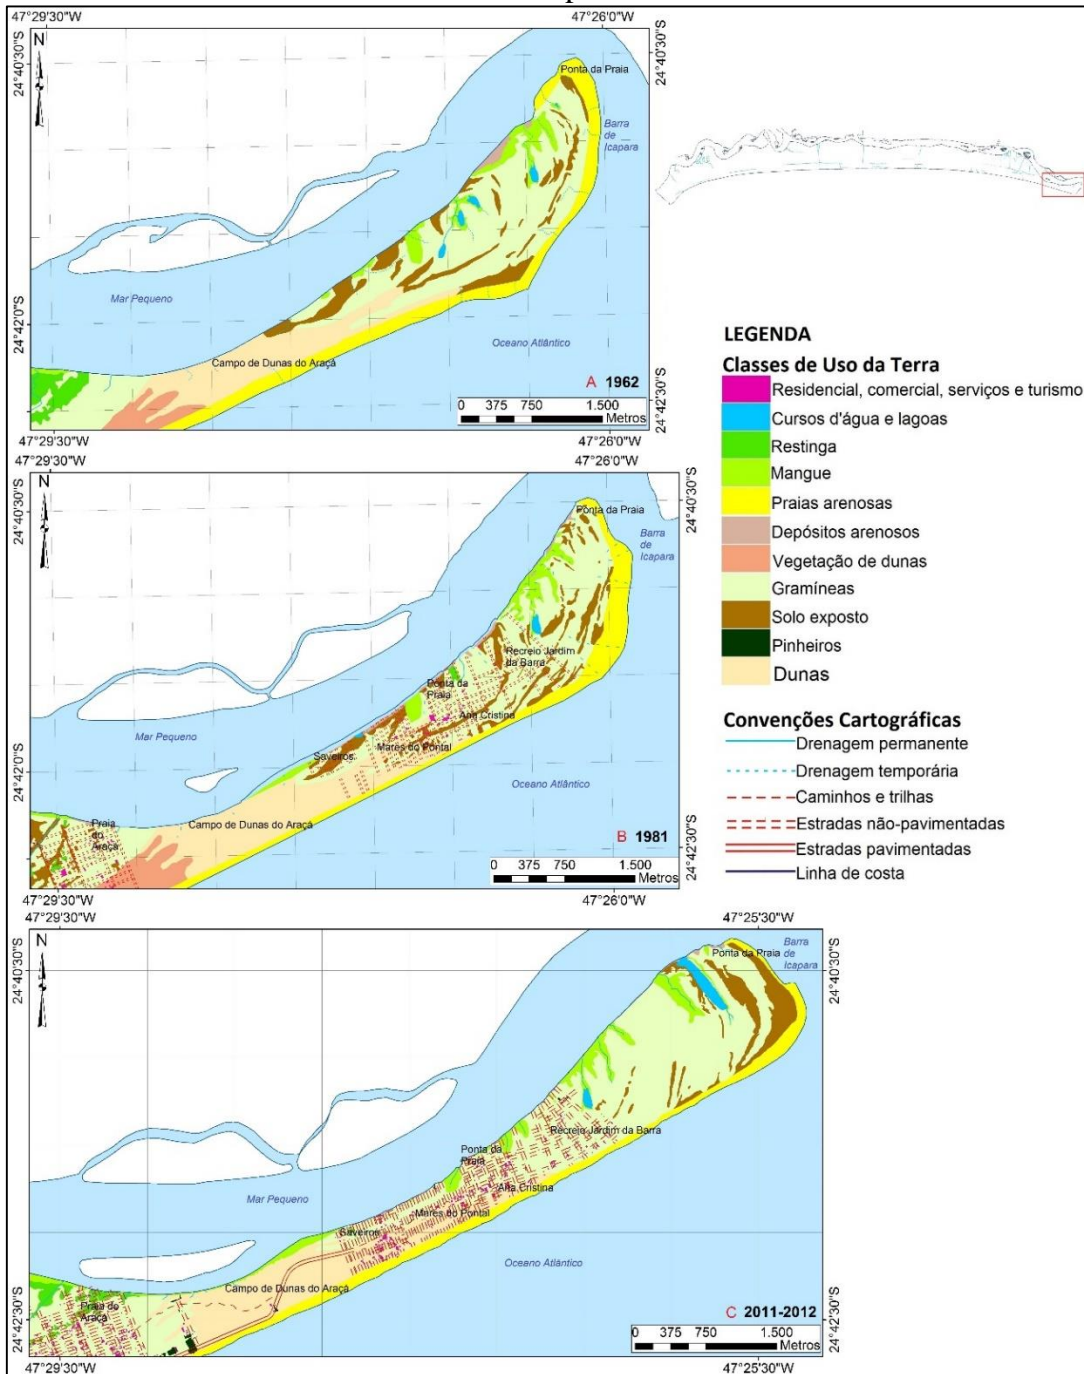 47°29'30"W
47°26'0"W
N
24°40'30"S
24°40'30"S
Ponta da Praia
Barra
de
Icapara
Mar Pequeno
24°42'0"S
Oceano Atlântico
Campo de Dunas do Araçá
A 1962
0 375 750 1.500
Metros
24°42'30"S
47°29'30"W
47°26'0"W
N
24°40'30"S
24°40'30"S
Ponta da Praia
Barra
de
Icapara
Recreio Jardim
da Barra
Ponta da
Praia
Ana Cristina
Mar Pequeno
Mares do Pontal
Saveiros
24°42'0"S
Oceano Atlântico
Praia
do
Araçá
Campo de Dunas do Araçá
B 1981
0 375 750 1.500
Metros
24°42'30"S
47°29'30"W
47°26'0"W
47°29'30"W
47°25'30"W
N
24°40'30"S
24°40'30"S
Ponta da Praia
Barra
de
Icapara
Recreio Jardim da Barra
Ponta da
Praia
Ana Cristina
Mar Pequeno
Mares do Pontal
Saveiros
Oceano Atlântico
Campo de Dunas do Araçá
Praia do
Araçá
C 2011-2012
24°42'30"S
24°42'30"S
0 375 750 1.500
Metros
47°29'30"W
47°25'30"W
LEGENDA
Classes de Uso da Terra
Residencial, comercial, serviços e turismo
Cursos d'água e lagoas
Restinga
Mangue
Praias arenosas
Depósitos arenosos
Vegetação de dunas
Gramíneas
Solo exposto
Pinheiros
Dunas
Convenções Cartográficas
Drenagem permanente
Drenagem temporária
Caminhos e trilhas
Estradas não-pavimentadas
Estradas pavimentadas
Linha de costa